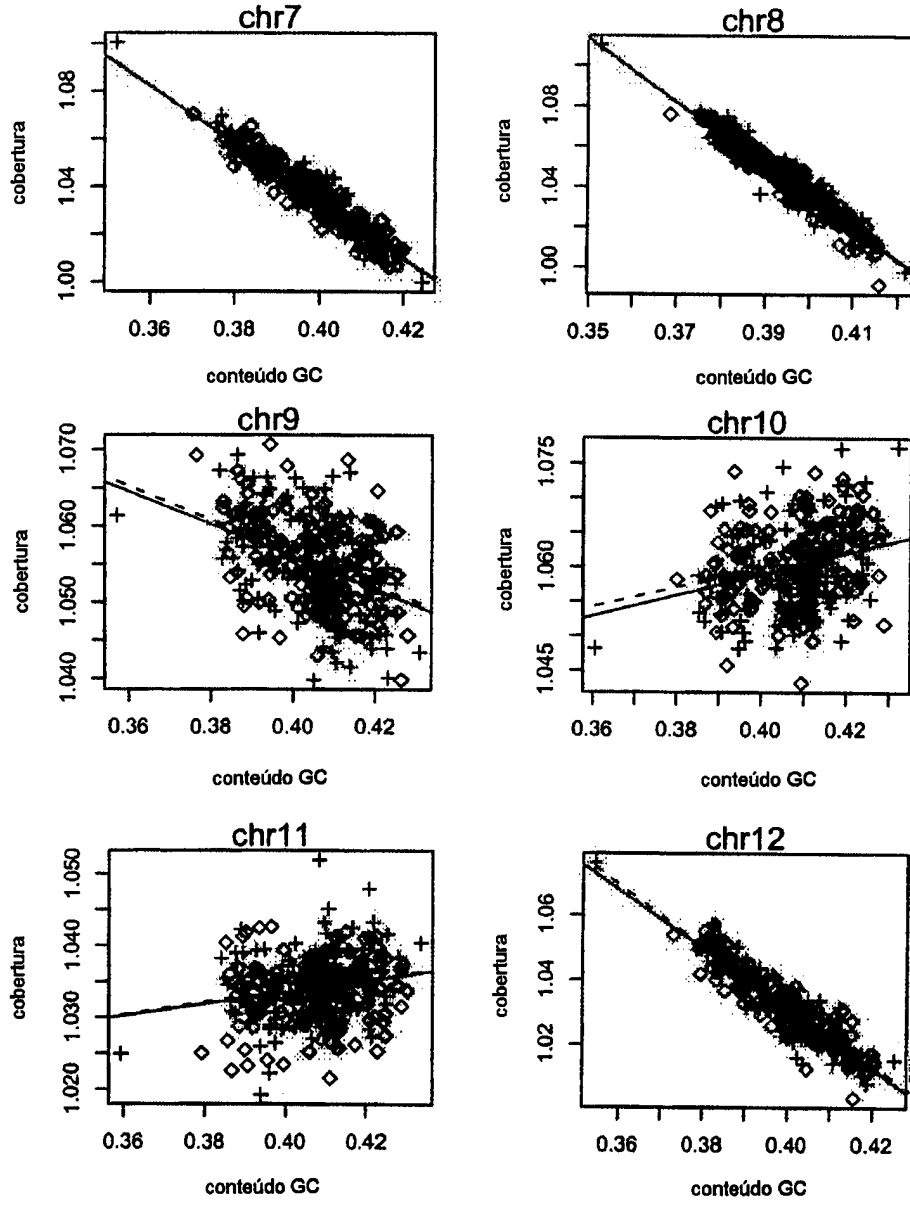 chr7
cobertura
1.00 1.04 1.08
0.36 0.38 0.40 0.42
conteúdo GC
chr8
cobertura
1.00 1.04 1.08
0.35 0.37 0.39 0.41
conteúdo GC
chr9
cobertura
1.040 1.050 1.060 1.070
0.36 0.38 0.40 0.42
conteúdo GC
chr10
cobertura
1.045 1.060 1.075
0.36 0.38 0.40 0.42
conteúdo GC
chr11
cobertura
1.020 1.030 1.040 1.050
0.36 0.38 0.40 0.42
conteúdo GC
chr12
cobertura
1.02 1.04 1.06
0.36 0.38 0.40 0.42
conteúdo GC